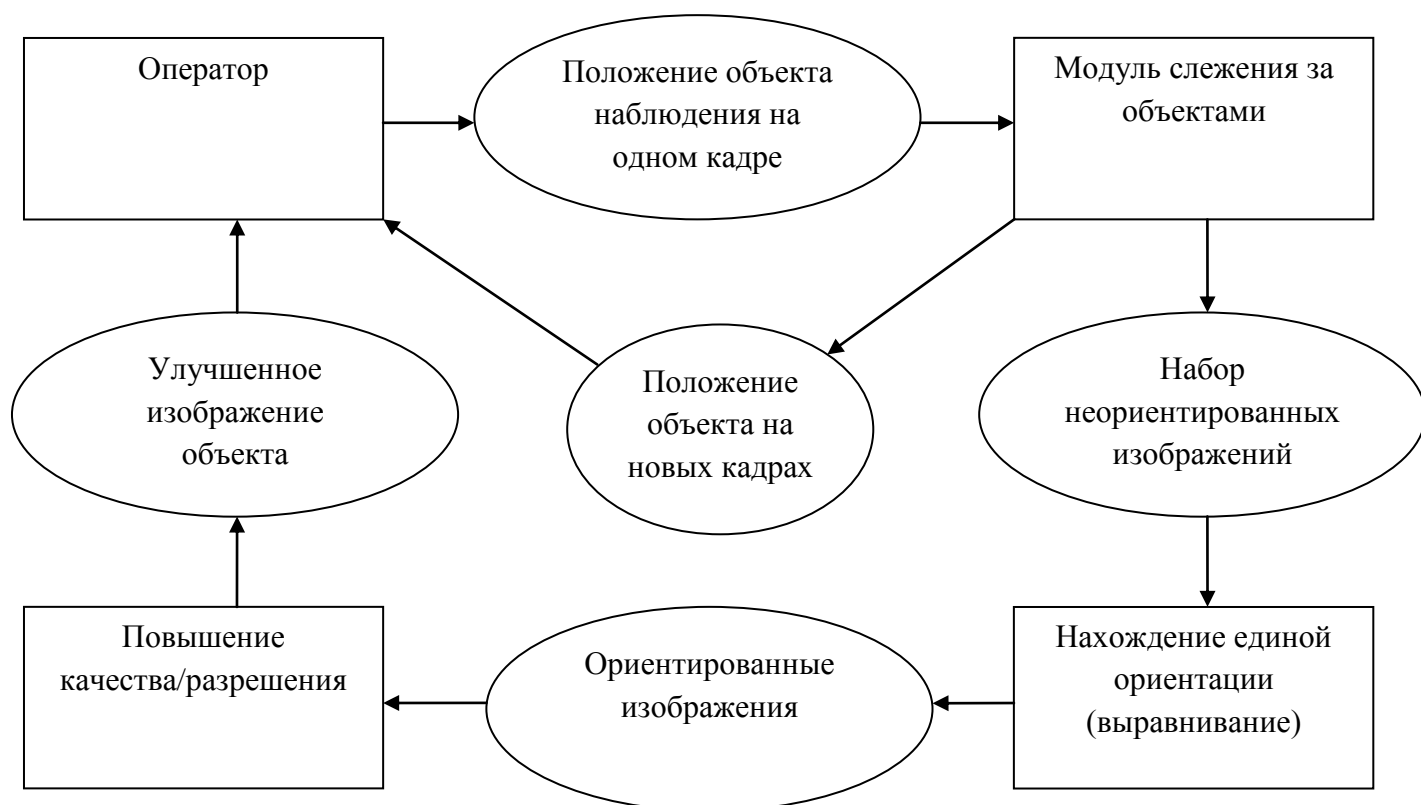 Оператор
Положение объекта
наблюдения на
одном кадре
Модуль слежения за
объектами
Улучшенное
изображение
объекта
Положение
объекта на
новых кадрах
Набор
неориентированных
изображений
Повышение
качества/разрешения
Ориентированные
изображения
Нахождение единой
ориентации
(выравнивание)